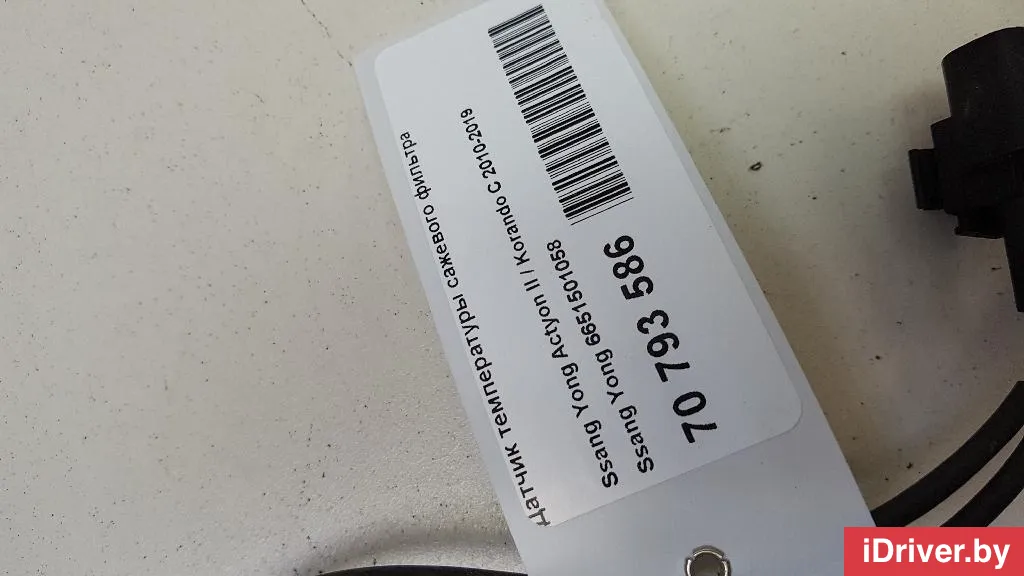 Датчик температуры сажевого фильтра
Ssang Yong Actyon II / Korando C 2010-2019
Ssang Yong 6651501058
70 793 586
iDriver.by